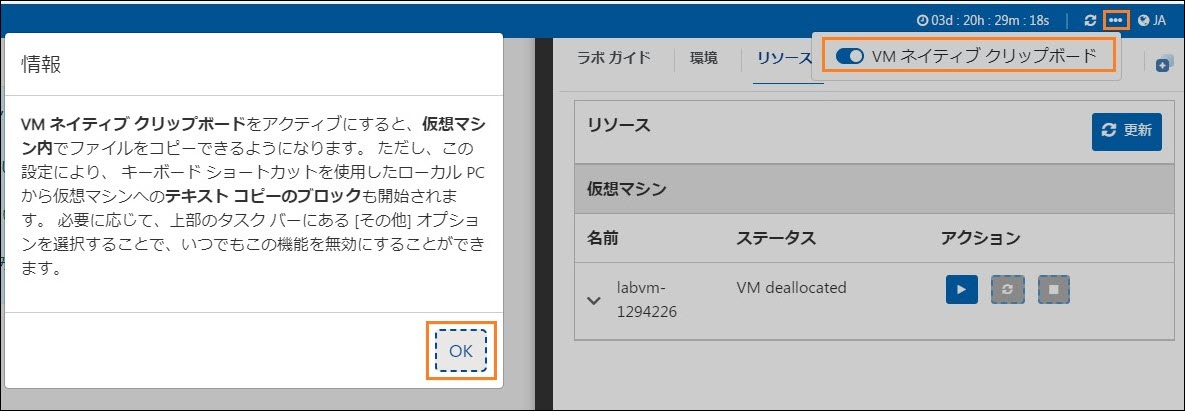 03d : 20h : 29m : 18s
JA
VM ネイティブ クリップボード
ラボ ガイド
環境
リソース
情報
VM ネイティブ クリップボードをアクティブにすると、仮想マシ
ン内でファイルをコピーできるようになります。 ただし、この
設定により、 キーボード ショートカットを使用したローカル PC
から仮想マシンへのテキスト コピーのブロックも開始されま
す。 必要に応じて、上部のタスク バーにある [その他] オプショ
ンを選択することで、いつでもこの機能を無効にすることができ
ます。
OK
リソース
更新
仮想マシン
名前
ステータス
アクション
labvm-
1294226
VM deallocated